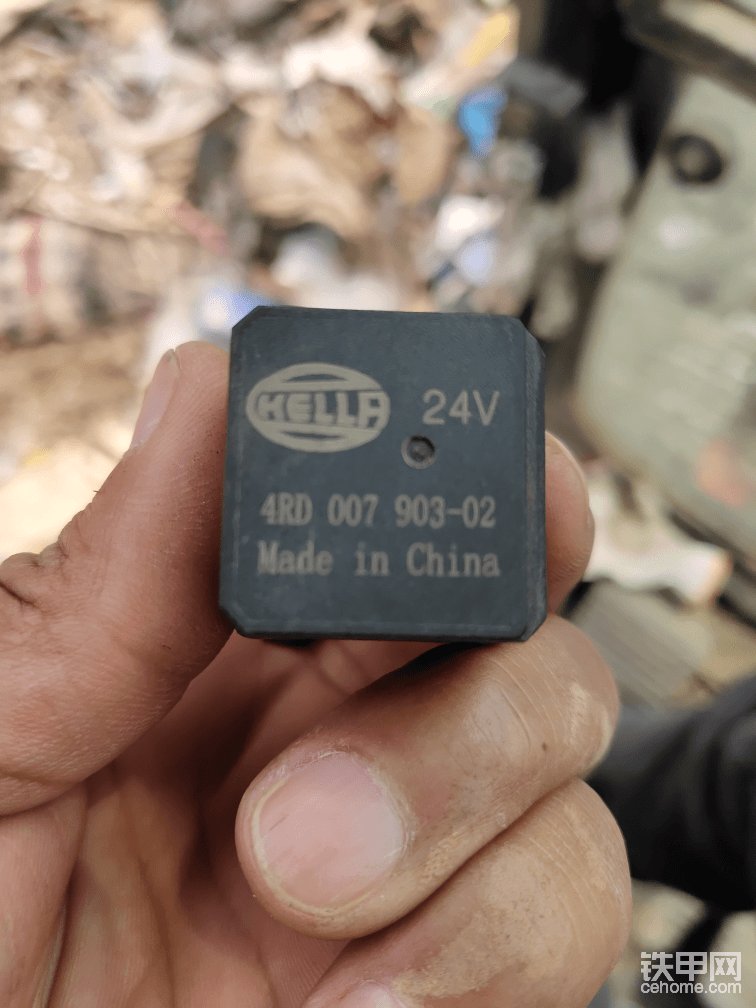 HELLA 24V
4RD 007 903-02
Made in China
铁甲网
cehome.com